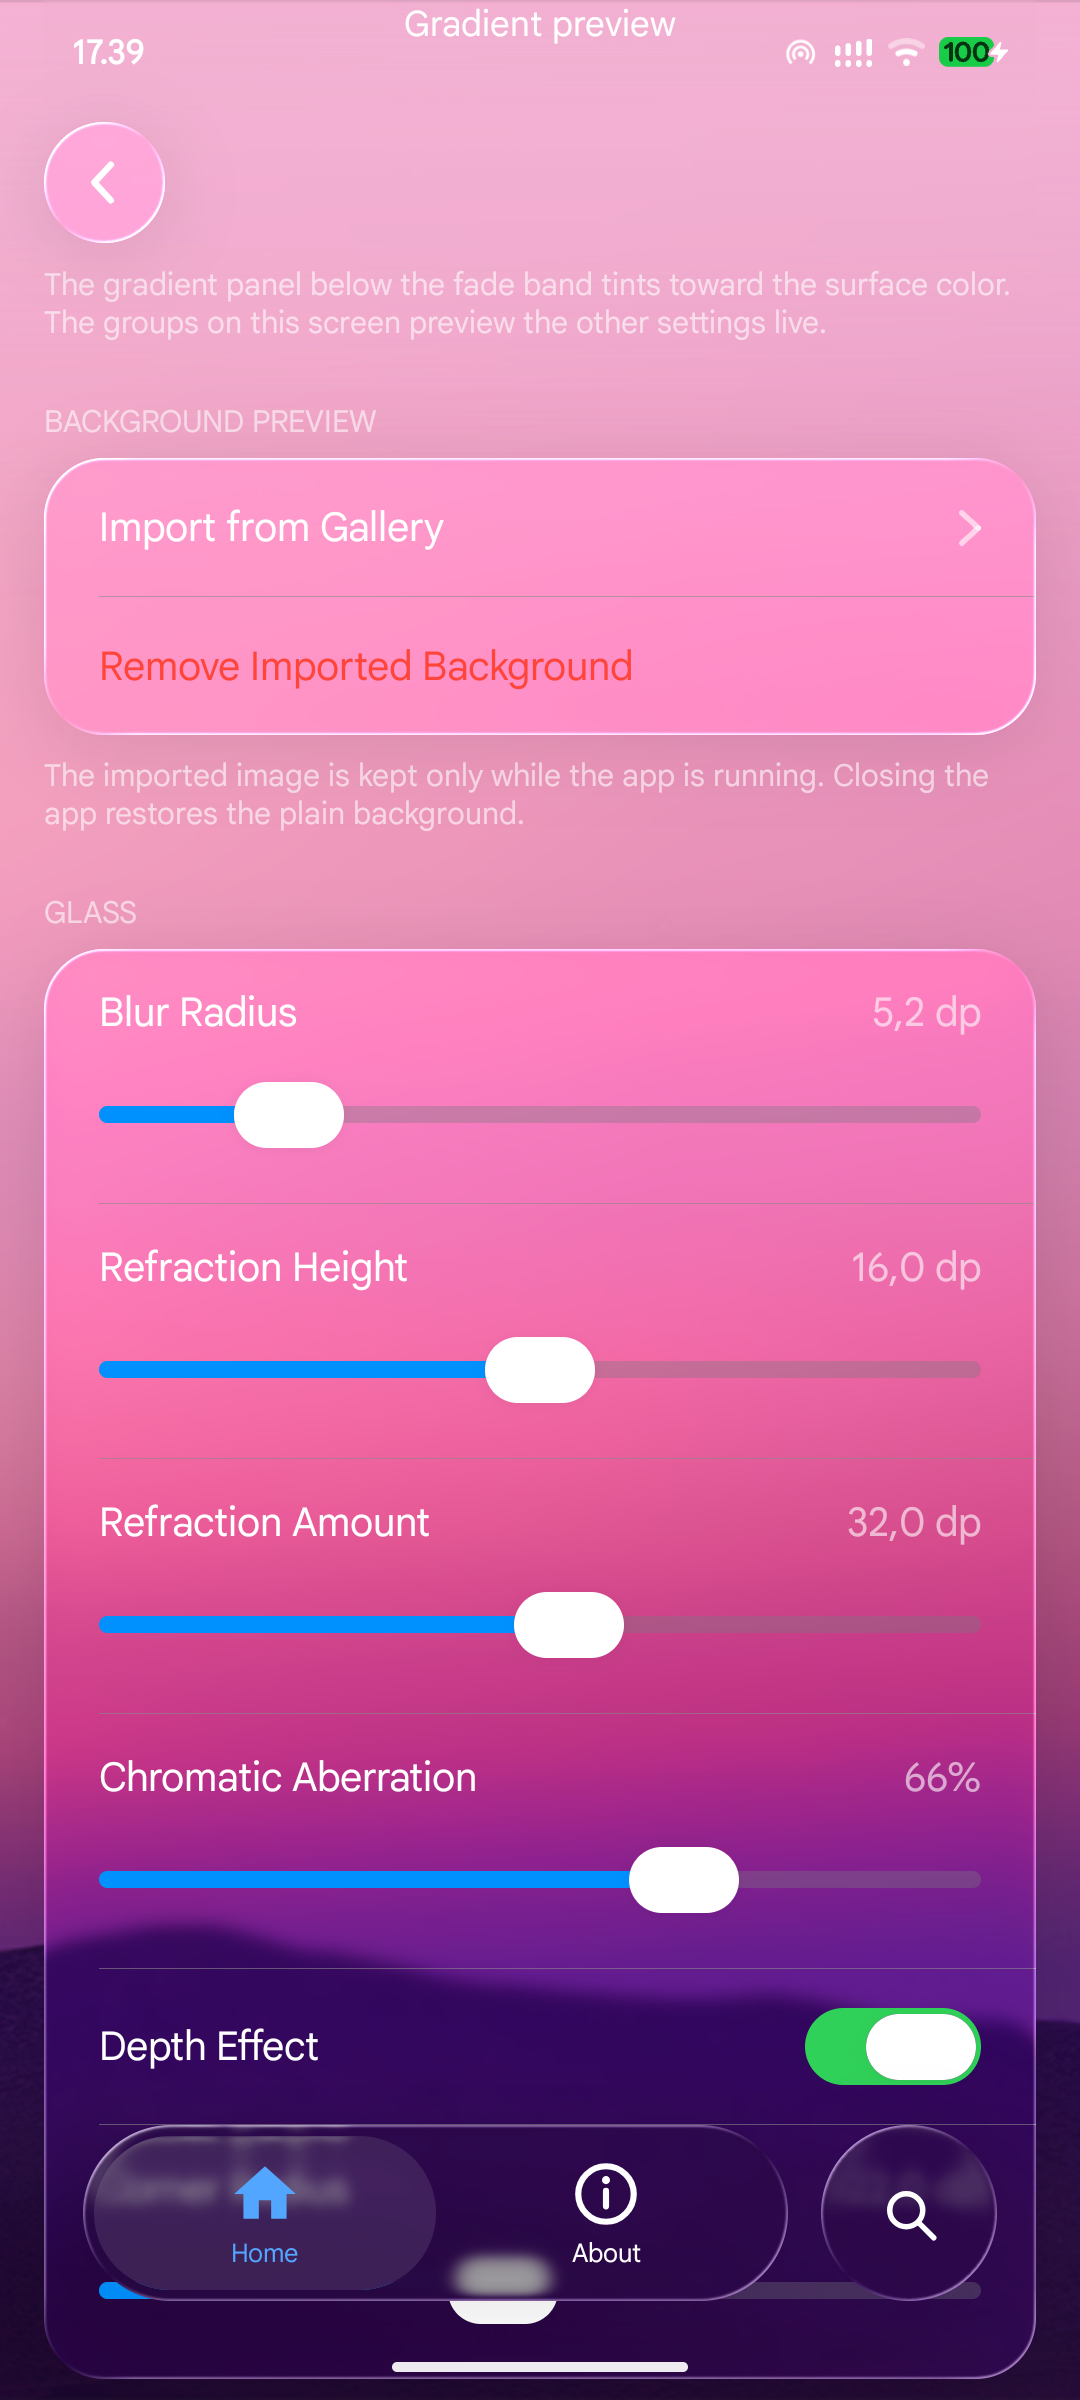 Gradient preview
17.39
100
The gradient panel below the fade band tints toward the surface color.
The groups on this screen preview the other settings live.
BACKGROUND PREVIEW
Import from Gallery
Remove Imported Background
The imported image is kept only while the app is running. Closing the
app restores the plain background.
GLASS
Blur Radius 5,2 dp
Refraction Height 16,0 dp
Refraction Amount 32,0 dp
Chromatic Aberration 66%
Depth Effect
Home
About